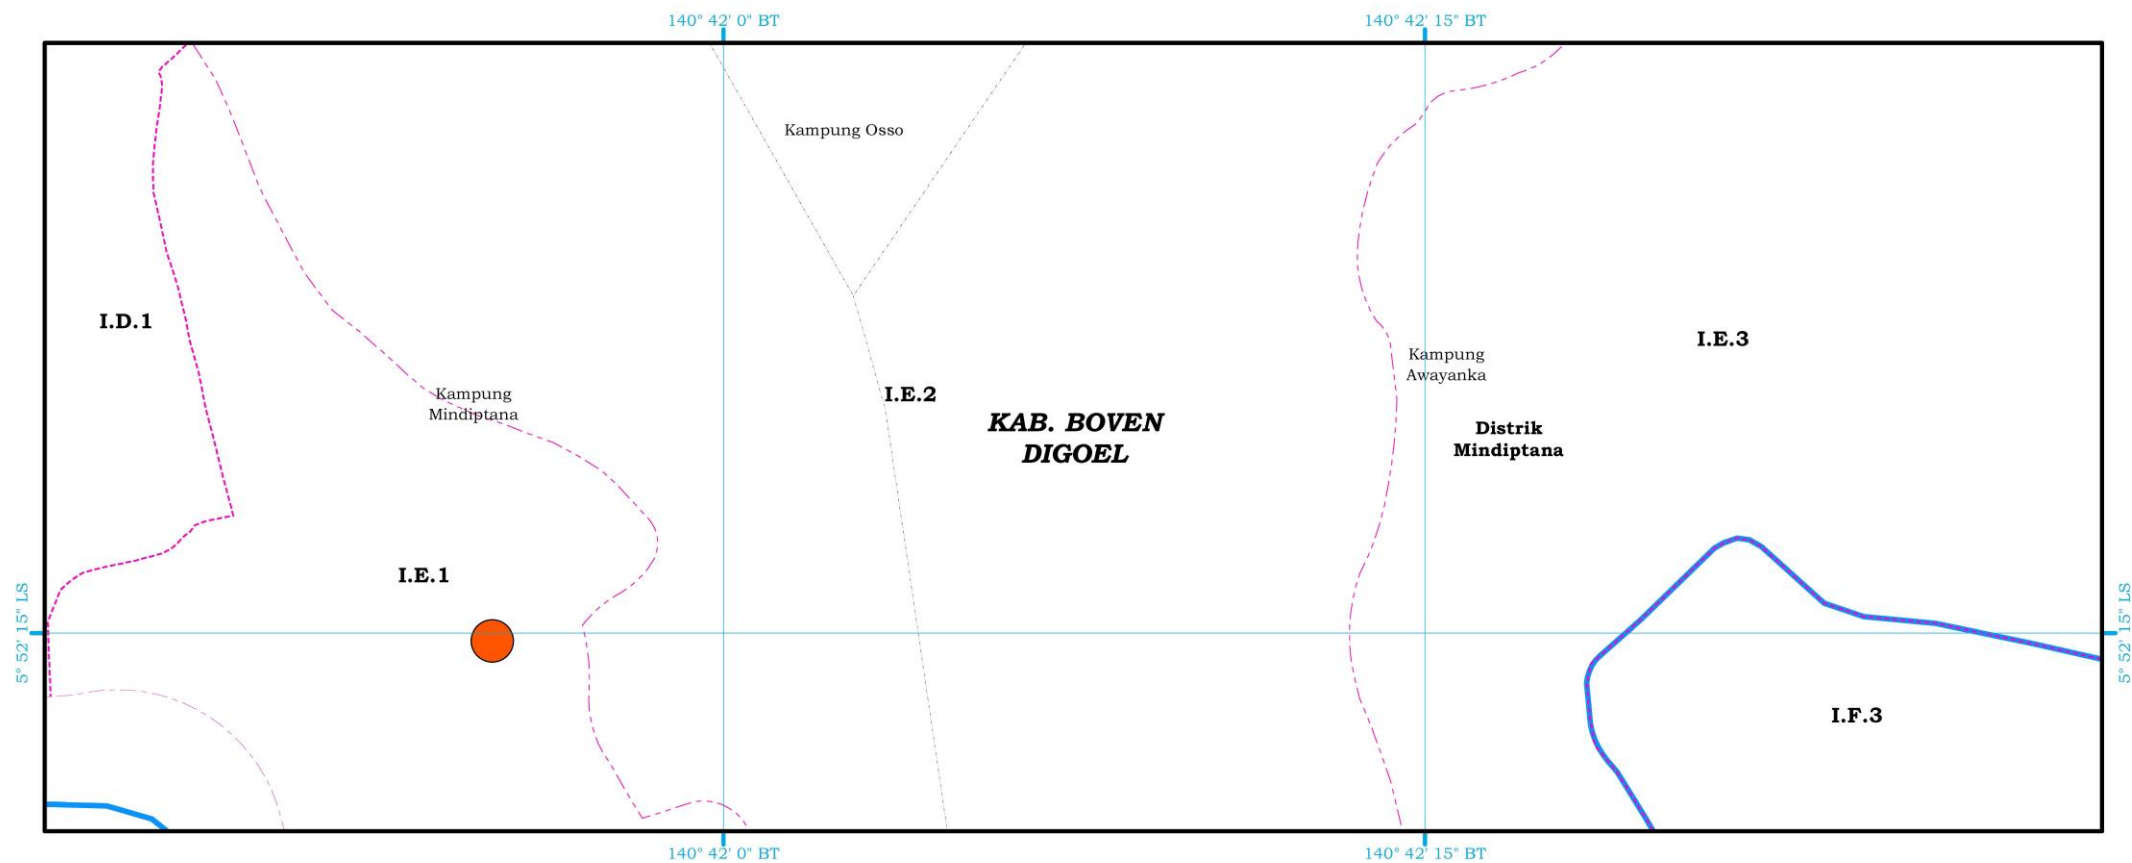 140° 42' 0" BT
140° 42' 15" BT
Kampung Osso
I.D.1
I.E.3
Kampung
Awayanka
Kampung
Mindiptana
I.E.2
KAB. BOVEN
DIGOEL
Distrik
Mindiptana
I.E.1
5° 52' 15" LS
5° 52' 15" LS
I.F.3
140° 42' 0" BT
140° 42' 15" BT